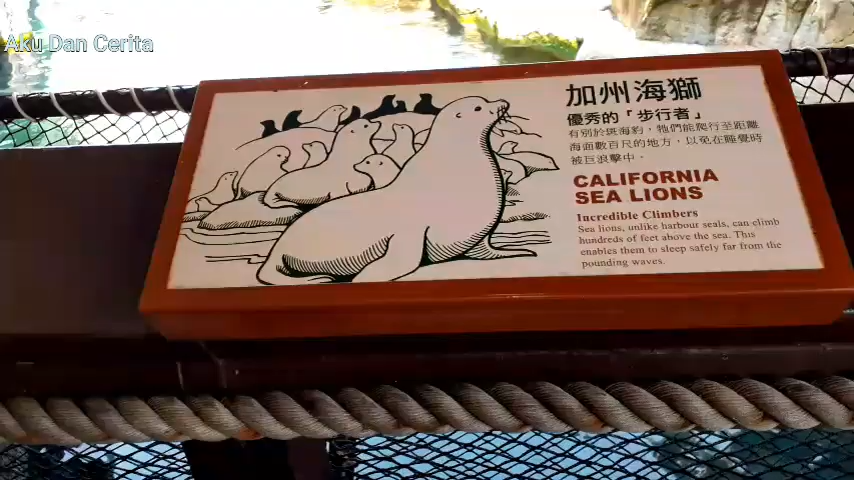 Aku Dan Cerita
加州海獅
優秀的「步行者」
有別於斑海豹，牠們能爬行至距離
海面數百尺的地方，以免在睡覺時
被巨浪擊中。
CALIFORNIA
SEA LIONS
Incredible Climbers
Sea lions, unlike harbour seals, can climb
hundreds of feet above the sea. This
enables them to sleep safely far from the
pounding waves.